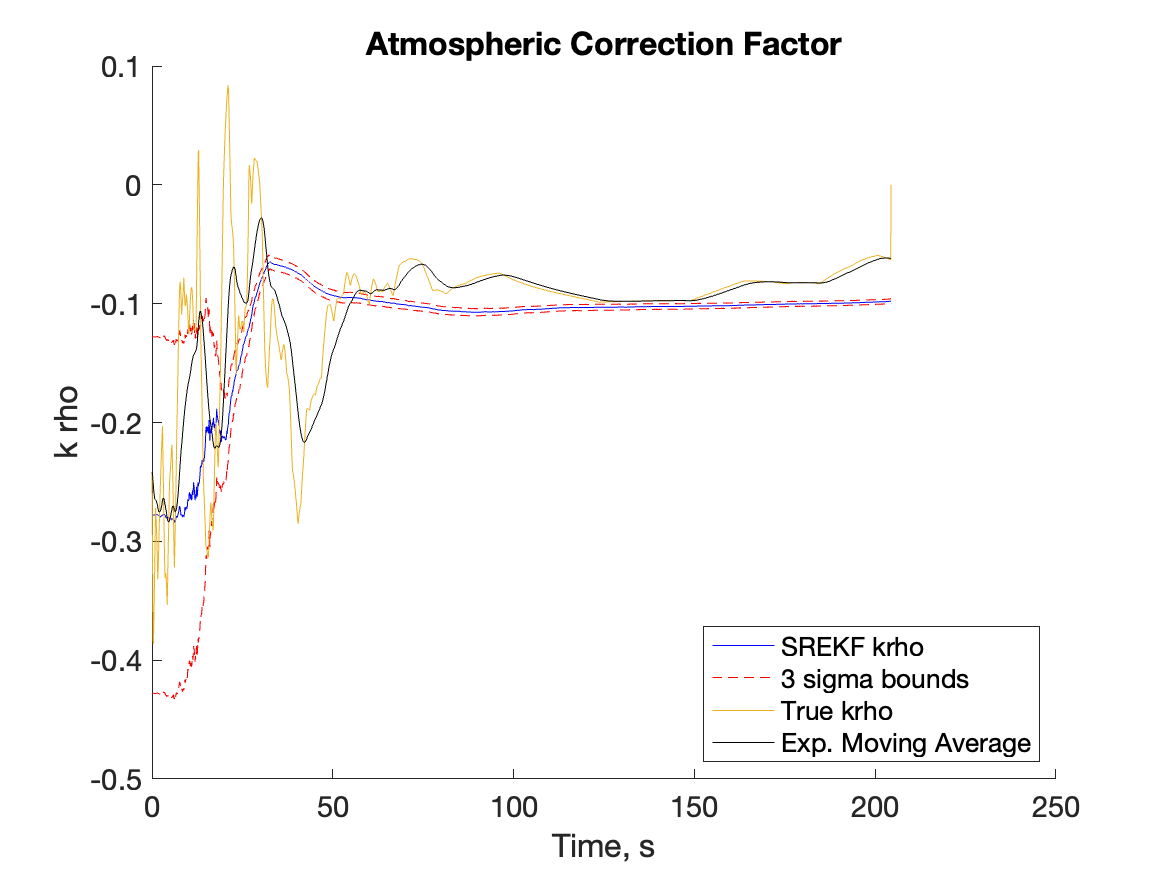 Atmospheric Correction Factor
0.1
0
-0.1
-0.2
-0.3
-0.4
-0.5
k rho
0
50
100
150
200
250
Time, s
SREKF krho
3 sigma bounds
True krho
Exp. Moving Average